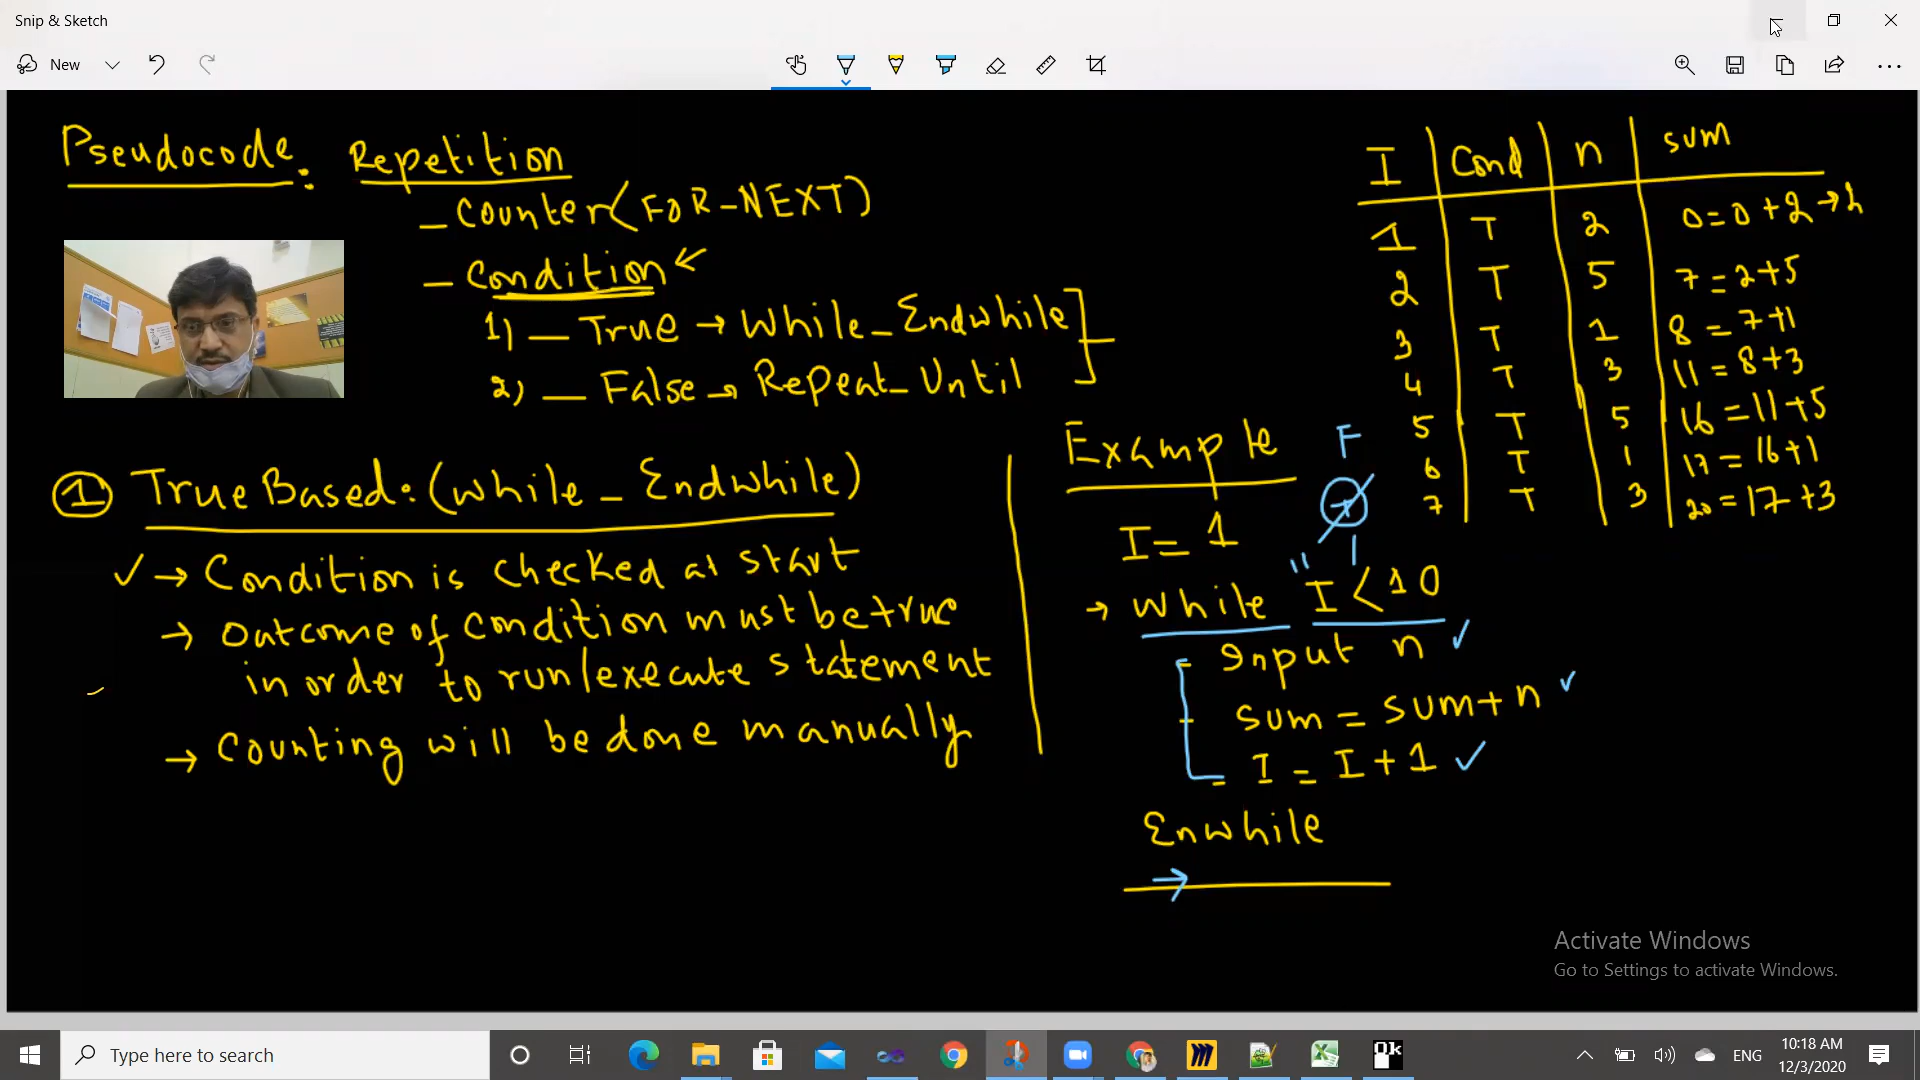 Snip & Sketch
New
Pseudocode: Repetition
– Counter(FOR–NEXT)
– Condition ←
1) — True → While_Endwhile
2) — False → Repeat_Until
① True Based: (while – Endwhile)
✓ → Condition is checked at start
→ Outcome of condition must be true
in order to run/execute statement
→ Counting will be done manually
Example
I = 1
F
→ while I < 10
Input n ✓
Sum = Sum + n ✓
I = I + 1 ✓
Enwhile
→
I | Cond | n | Sum
1 T 2 0=0+2→2
2 T 5 7=2+5
3 T 1 8=7+1
4 T 3 11=8+3
5 T 5 16=11+5
6 T 1 17=16+1
7 T 3 20=17+3
Activate Windows
Go to Settings to activate Windows.
Type here to search
ENG
10:18 AM
12/3/2020